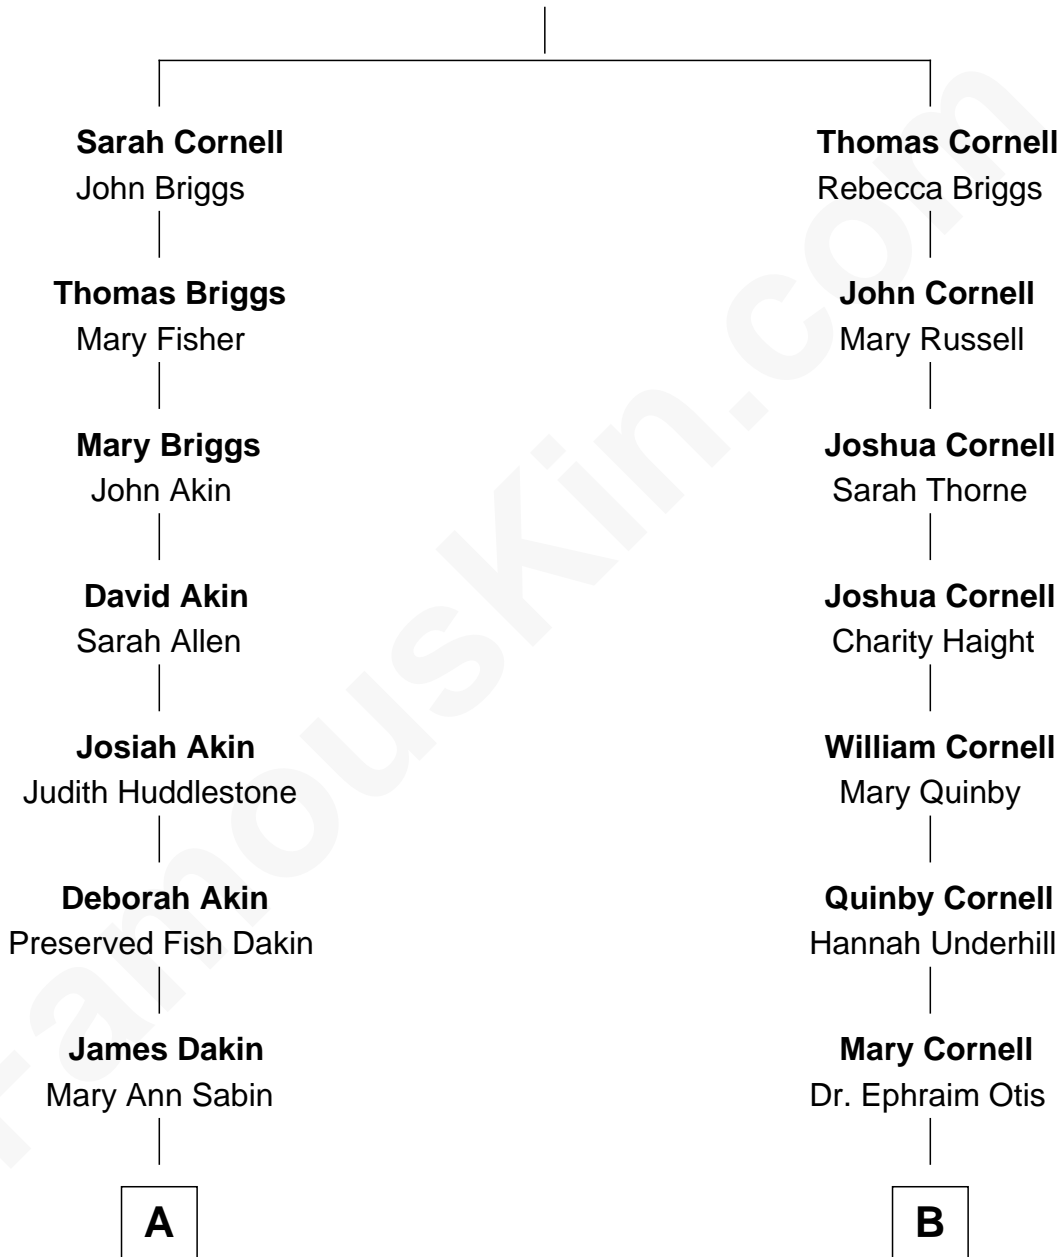 Sarah Cornell
John Briggs
Thomas Briggs
Mary Fisher
Mary Briggs
John Akin
David Akin
Sarah Allen
Josiah Akin
Judith Huddlestone
Deborah Akin
Preserved Fish Dakin
James Dakin
Mary Ann Sabin
A
Thomas Cornell
Rebecca Briggs
John Cornell
Mary Russell
Joshua Cornell
Sarah Thorne
Joshua Cornell
Charity Haight
William Cornell
Mary Quinby
Quinby Cornell
Hannah Underhill
Mary Cornell
Dr. Ephraim Otis
B
FamousKin.com